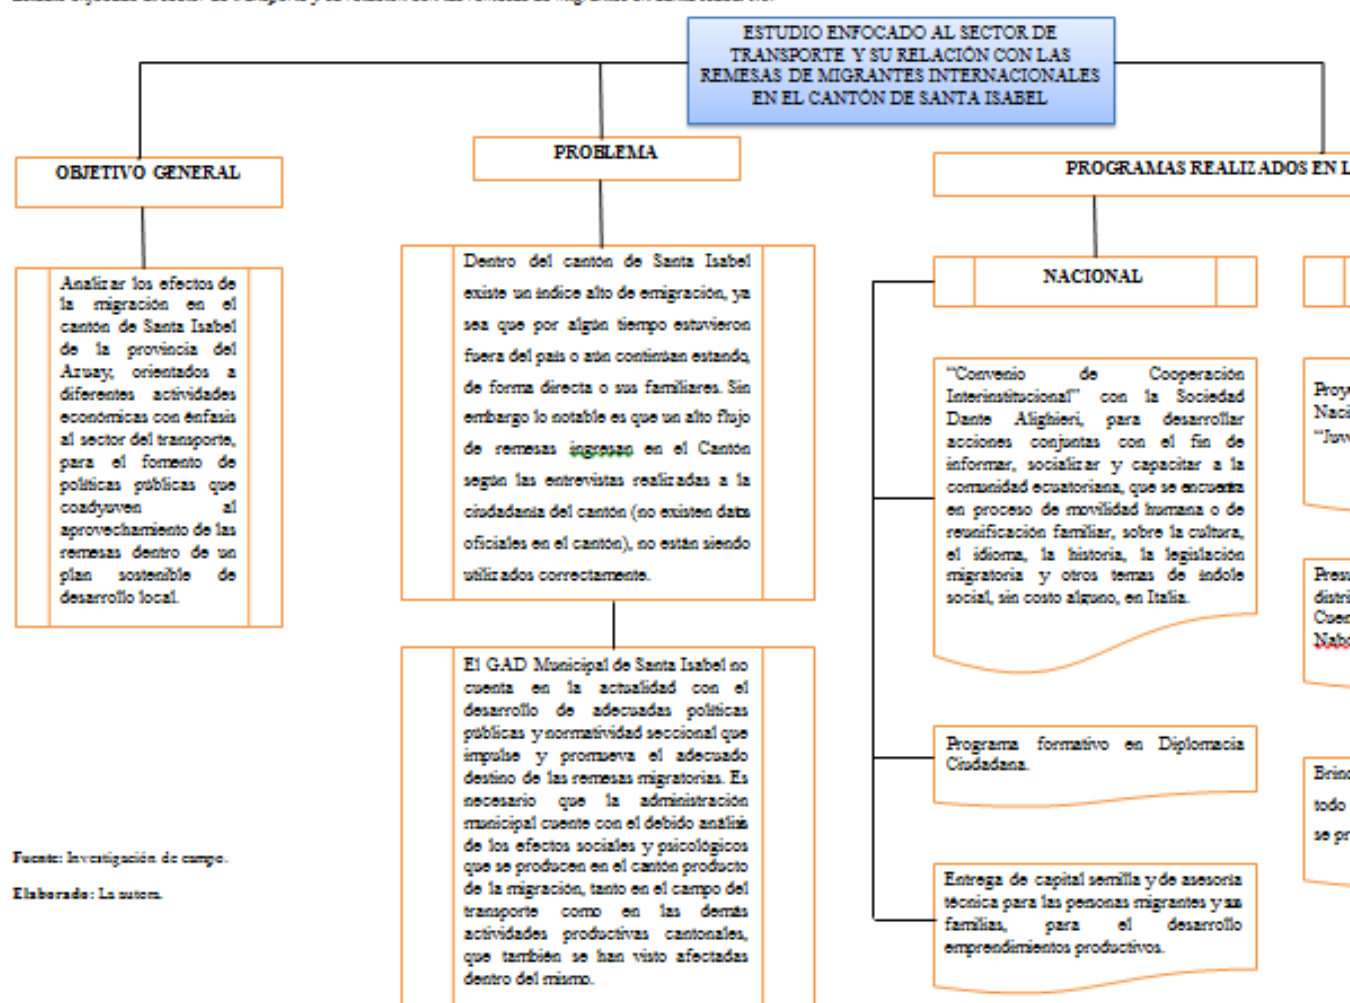 ESTUDIO ENFOCADO AL SECTOR DE
TRANSPORTE Y SU RELACIÓN CON LAS
REMESAS DE MIGRANTES INTERNACIONALES
EN EL CANTÓN DE SANTA ISABEL
OBJETIVO GENERAL
Analizar los efectos de
la migración en el
cantón de Santa Isabel
de la provincia del
Azuay, orientados a
diferentes actividades
económicas con énfasis
al sector del transporte,
para el fomento de
políticas públicas que
coadyuven al
aprovechamiento de las
remesas dentro de un
plan sostenible de
desarrollo local.
PROBLEMA
Dentro del cantón de Santa Isabel
existe un índice alto de emigración, ya
sea que por algún tiempo estuvieron
fuera del país o aún continúan estando,
de forma directa o sus familiares. Sin
embargo lo notable es que un alto flujo
de remesas ingresan en el Cantón
según las entrevistas realizadas a la
ciudadanía del cantón (no existen datos
oficiales en el cantón), no están siendo
utilizados correctamente.
El GAD Municipal de Santa Isabel no
cuenta en la actualidad con el
desarrollo de adecuadas políticas
públicas y normatividad seccional que
impulse y promueva el adecuado
destino de las remesas migratorias. Es
necesario que la administración
municipal cuente con el debido análisis
de los efectos sociales y psicológicos
que se producen en el cantón producto
de la migración, tanto en el campo del
transporte como en las demás
actividades productivas cantonales,
que también se han visto afectadas
dentro del mismo.
PROGRAMAS REALIZADOS EN L
NACIONAL
"Convenio de Cooperación
Interinstitucional" con la Sociedad
Dante Alighieri, para desarrollar
acciones conjuntas con el fin de
informar, socializar y capacitar a la
comunidad ecuatoriana, que se encuentra
en proceso de movilidad humana o de
reunificación familiar, sobre la cultura,
el idioma, la historia, la legislación
migratoria y otros temas de índole
social, sin costo alguno, en Italia.
Programa formativo en Diplomacia
Ciudadana.
Entrega de capital semilla y de asesoría
técnica para las personas migrantes y sus
familias, para el desarrollo
emprendimientos productivos.
Proye
Naci
"Juv
Presu
distri
Cuen
Nabo
Brind
todo
se pr
Fuente: Investigación de campo.
Elaborado: La autora.